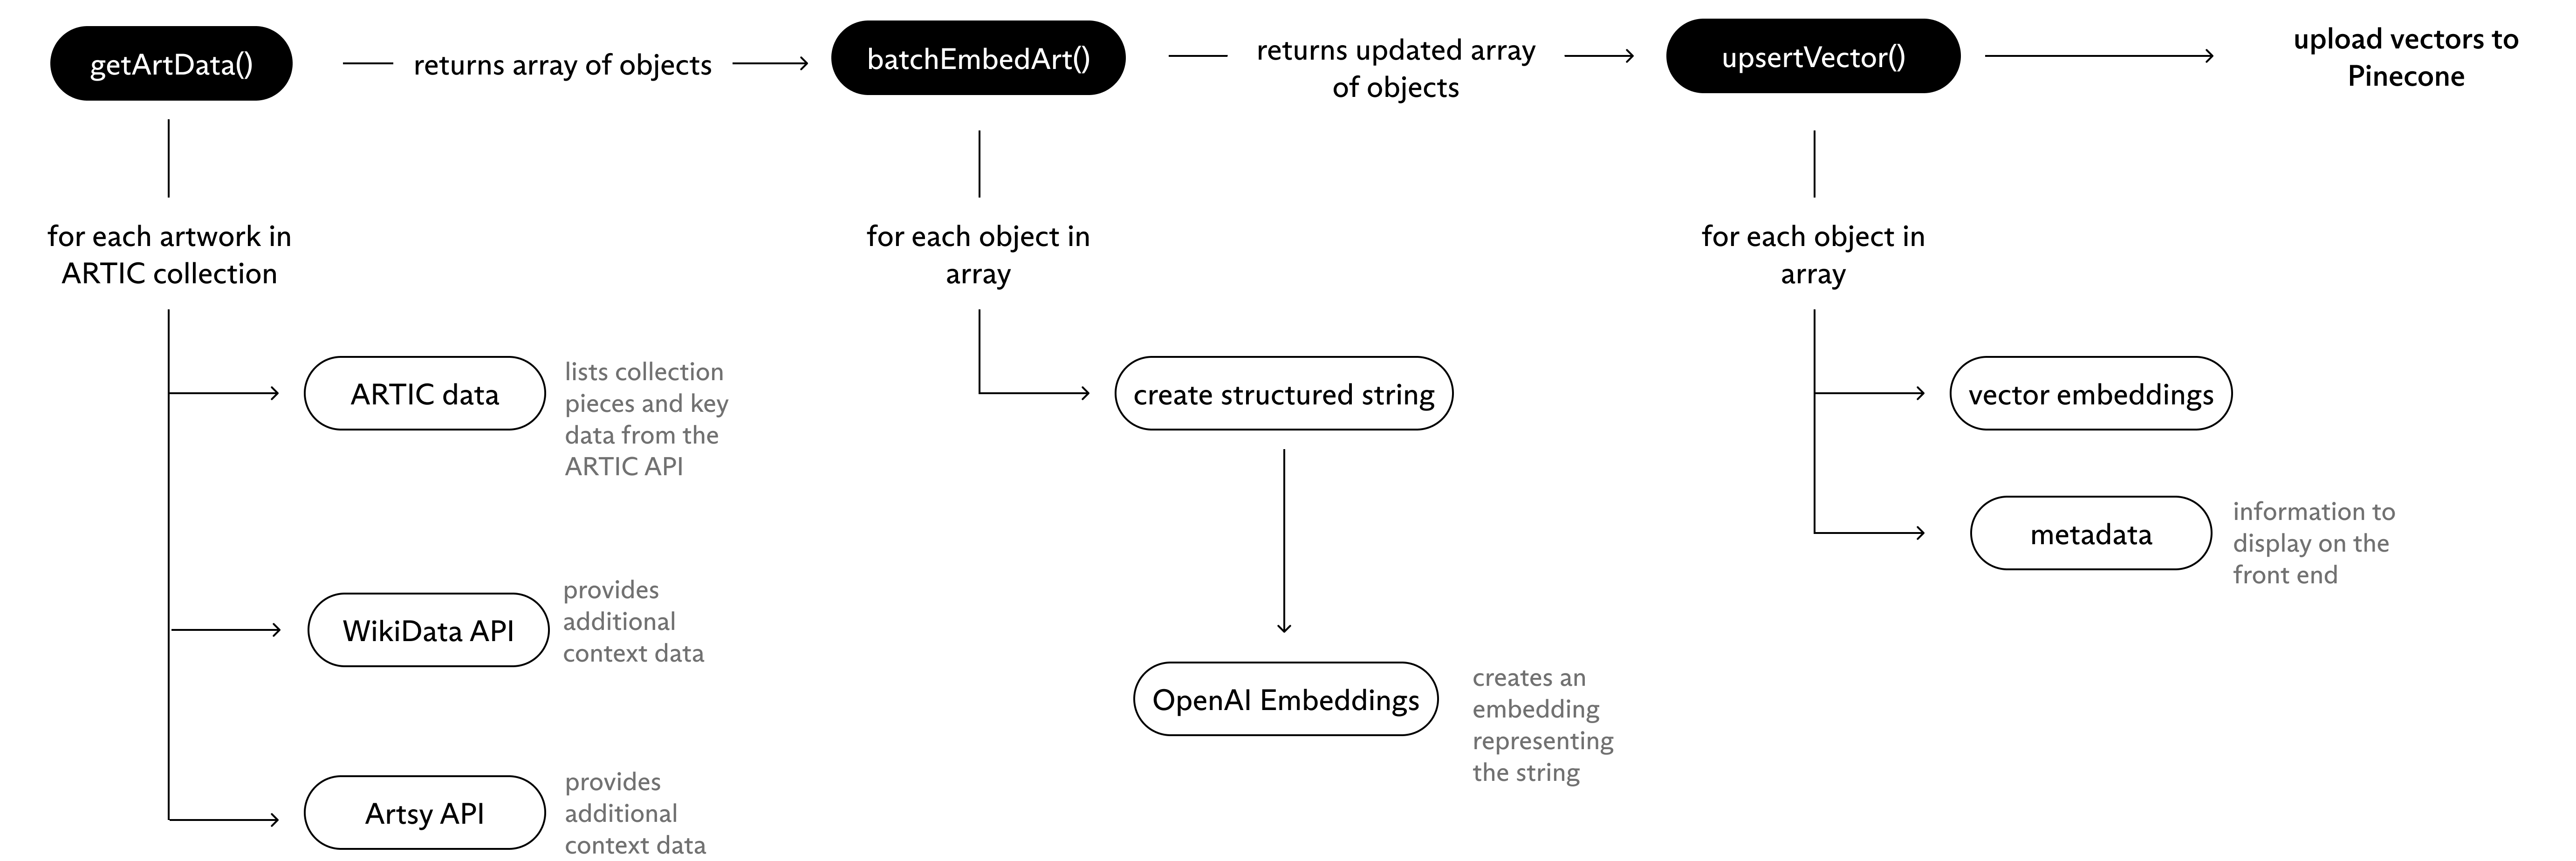 getArtData()
returns array of objects
batchEmbedArt()
returns updated array
of objects
upsertVector()
upload vectors to
Pinecone
for each artwork in
ARTIC collection
for each object in
array
for each object in
array
ARTIC data
lists collection
pieces and key
data from the
ARTIC API
create structured string
vector embeddings
metadata
information to
display on the
front end
WikiData API
provides
additional
context data
OpenAI Embeddings
creates an
embedding
representing
the string
Artsy API
provides
additional
context data